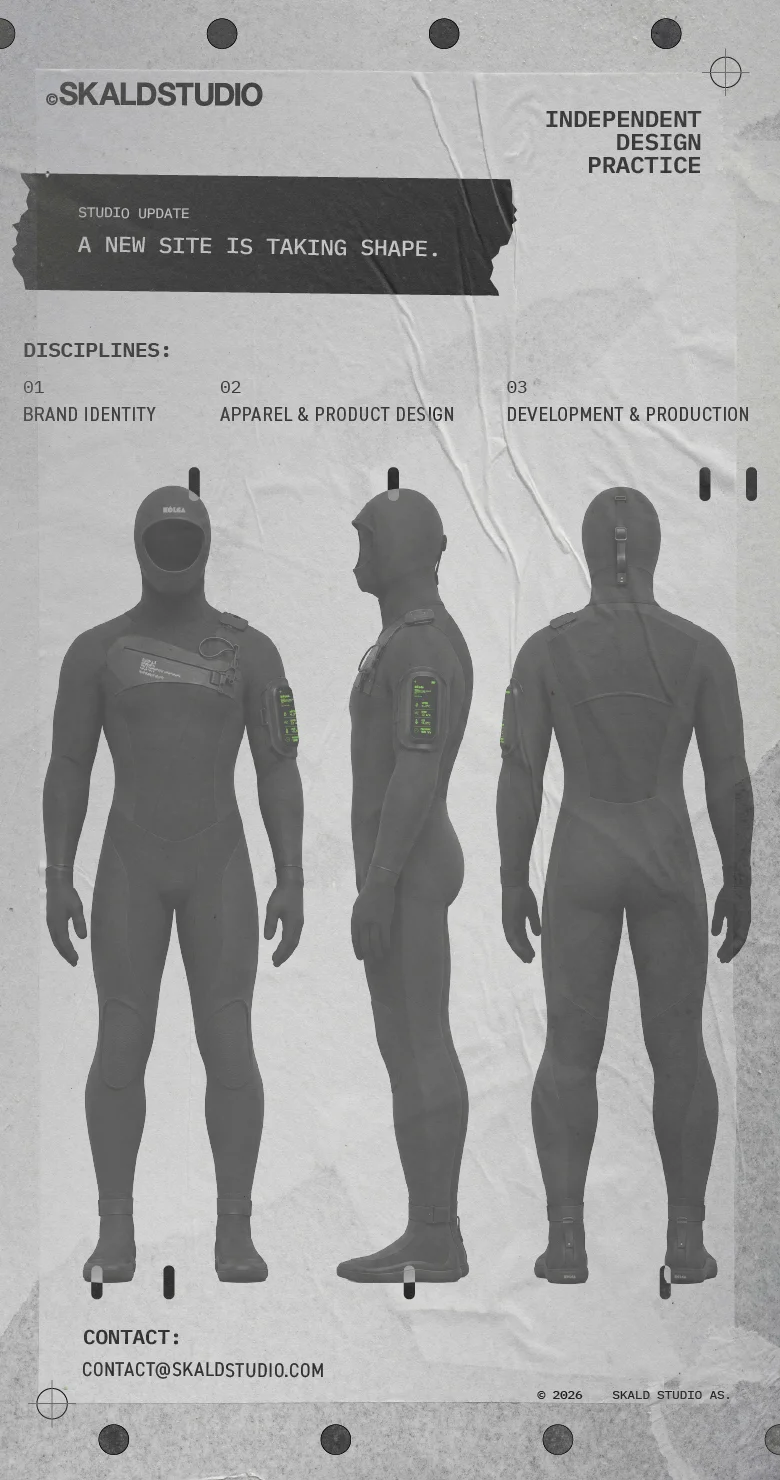 ©SKALDSTUDIO
INDEPENDENT
DESIGN
PRACTICE
STUDIO UPDATE
A NEW SITE IS TAKING SHAPE.
DISCIPLINES:
01
BRAND IDENTITY
02
APPAREL & PRODUCT DESIGN
03
DEVELOPMENT & PRODUCTION
CONTACT:
CONTACT@SKALDSTUDIO.COM
© 2026 SKALD STUDIO AS.